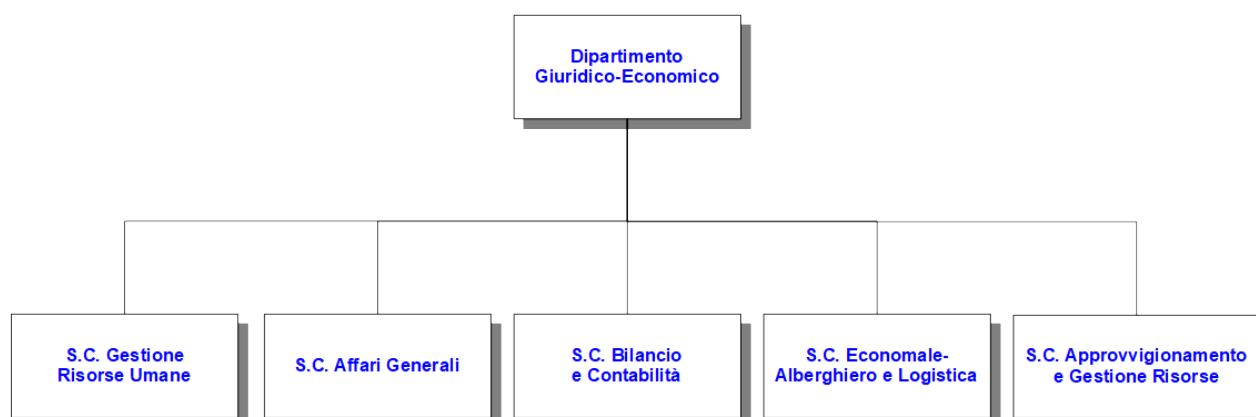 Dipartimento
Giuridico-Economico
S.C. Gestione
Risorse Umane
S.C. Affari Generali
S.C. Bilancio
e Contabilità
S.C. Economale-
Alberghiero e Logistica
S.C. Approvvigionamento
e Gestione Risorse